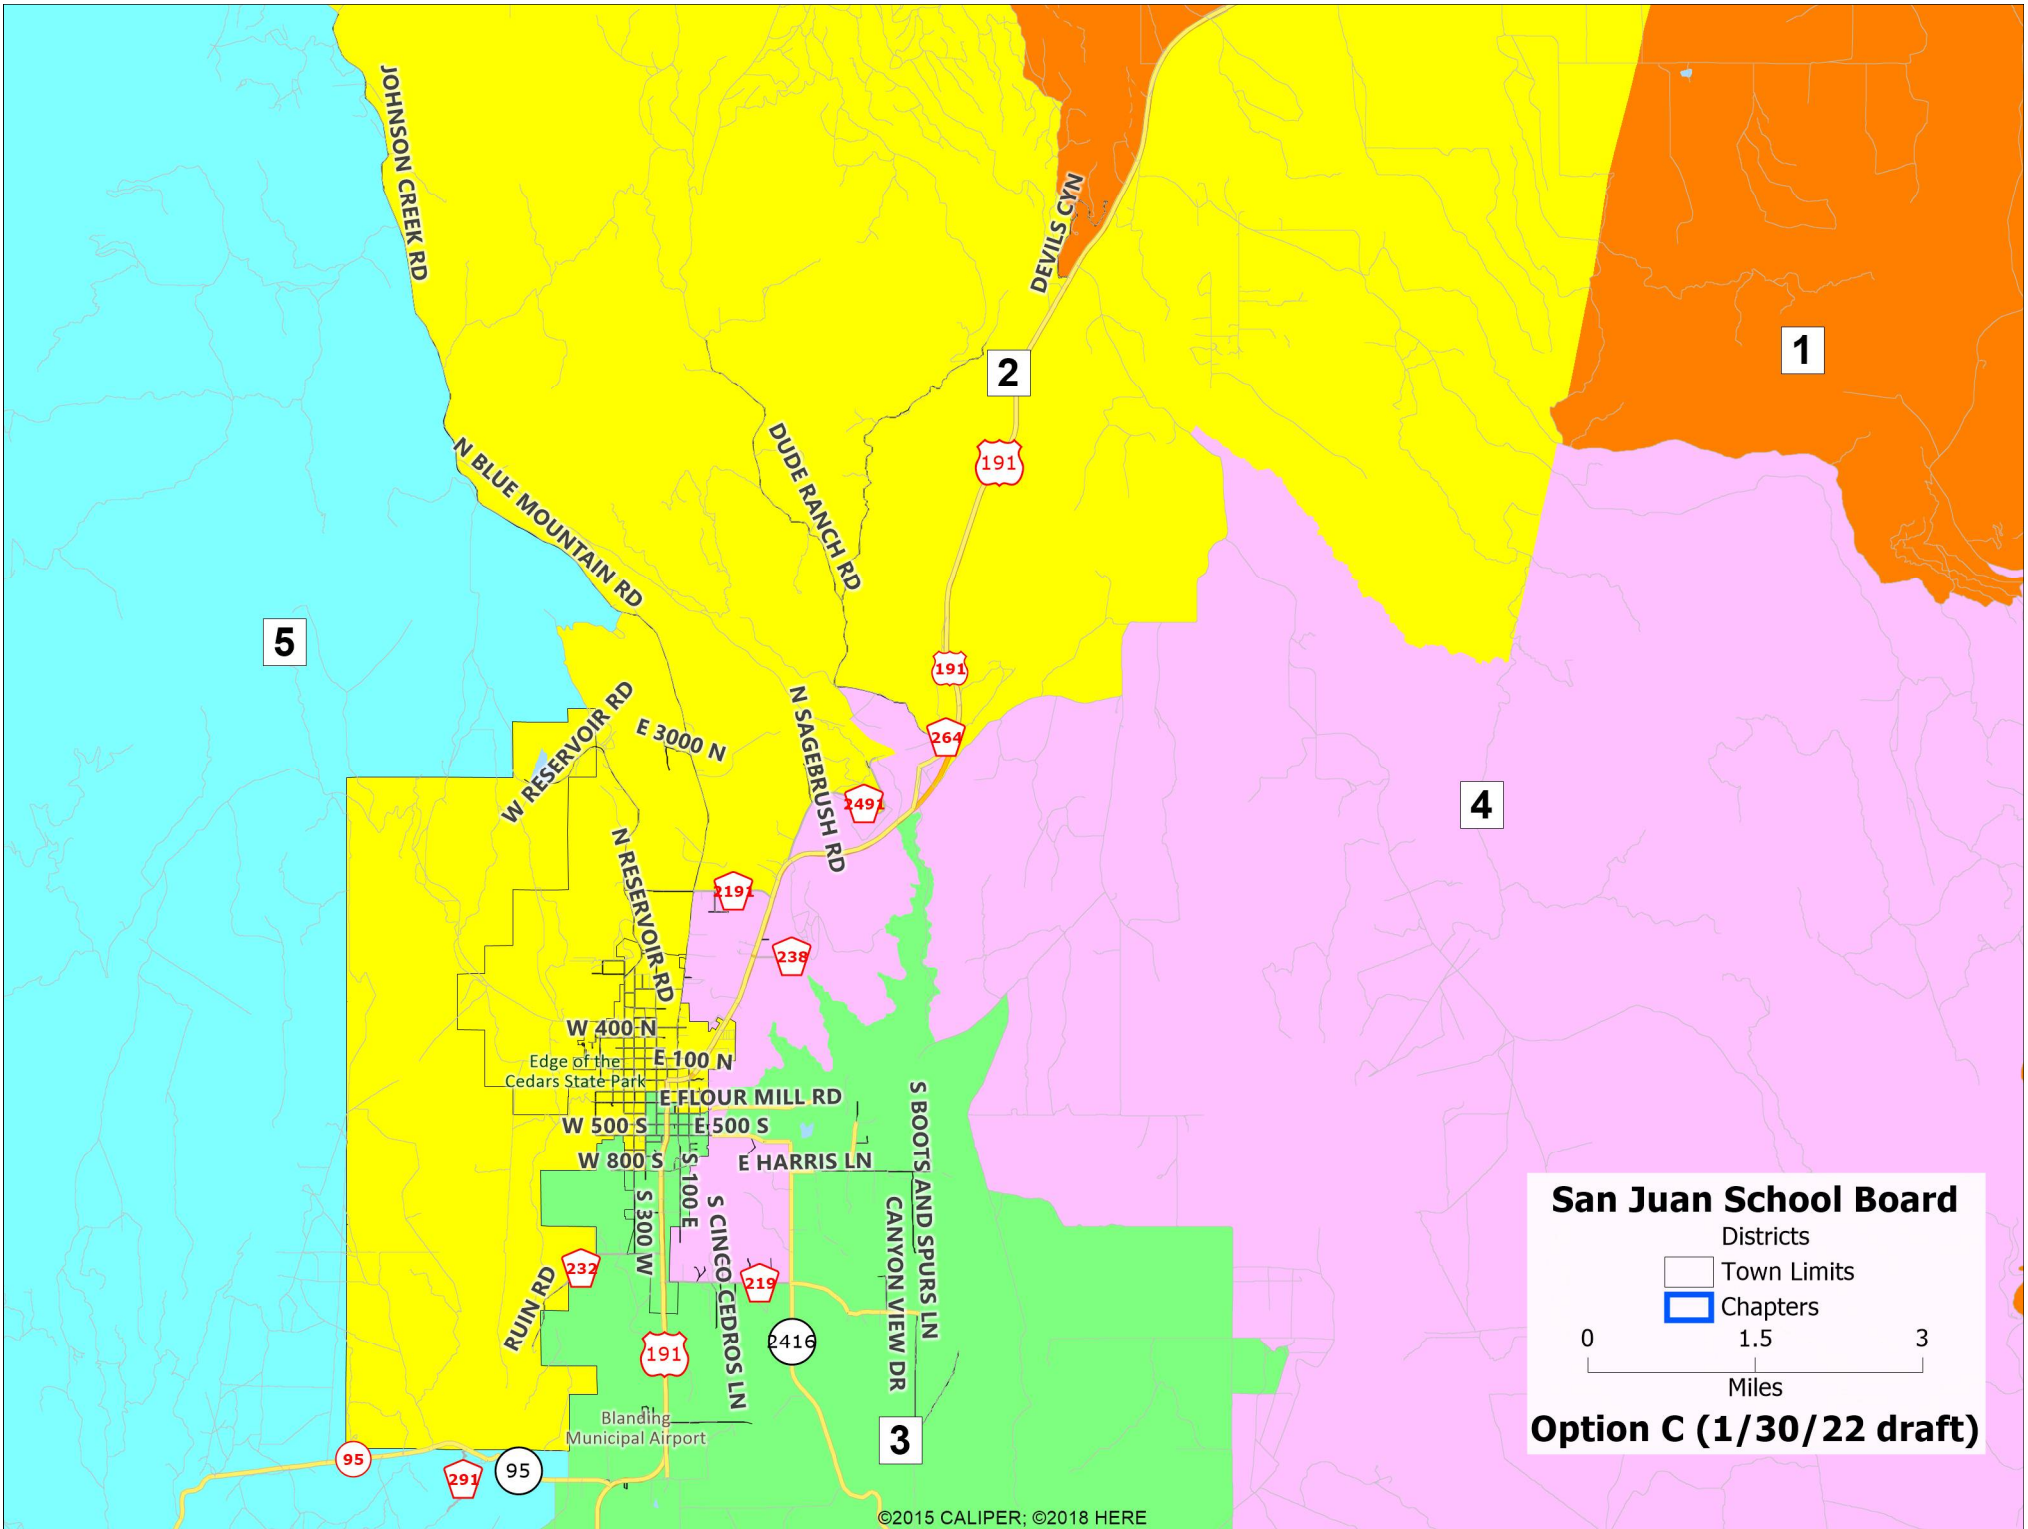 JOHNSON CREEK RD
DEVILS CYN
1
2
DUDE RANCH RD
191
N BLUE MOUNTAIN RD
5
191
N SAGEBRUSH RD
W RESERVOIR RD
E 3000 N
264
2491
4
N RESERVOIR RD
2191
238
W 400 N
Edge of the
Cedars State Park
E 100 N
E FLOUR MILL RD
W 500 S
E 500 S
W 800 S
E HARRIS LN
S 100 E
S 300 W
S CINCO CEDROS LN
S BOOTS AND SPURS LN
CANYON VIEW DR
232
219
RUIN RD
191
2416
Blanding
Municipal Airport
3
95
291
95
San Juan School Board
Districts
Town Limits
Chapters
0 1.5 3
Miles
Option C (1/30/22 draft)
©2015 CALIPER; ©2018 HERE